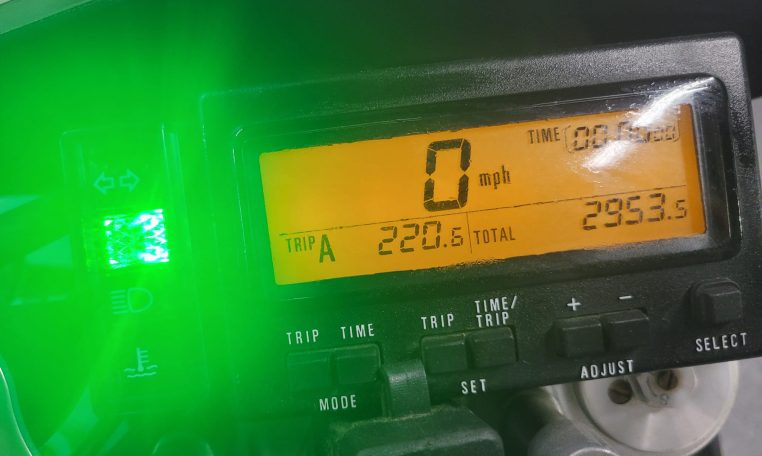 TIME
0 mph
TRIP A 220.6 TOTAL 2953.5
TRIP TIME TRIP TIME/TRIP + -
MODE SET ADJUST SELECT